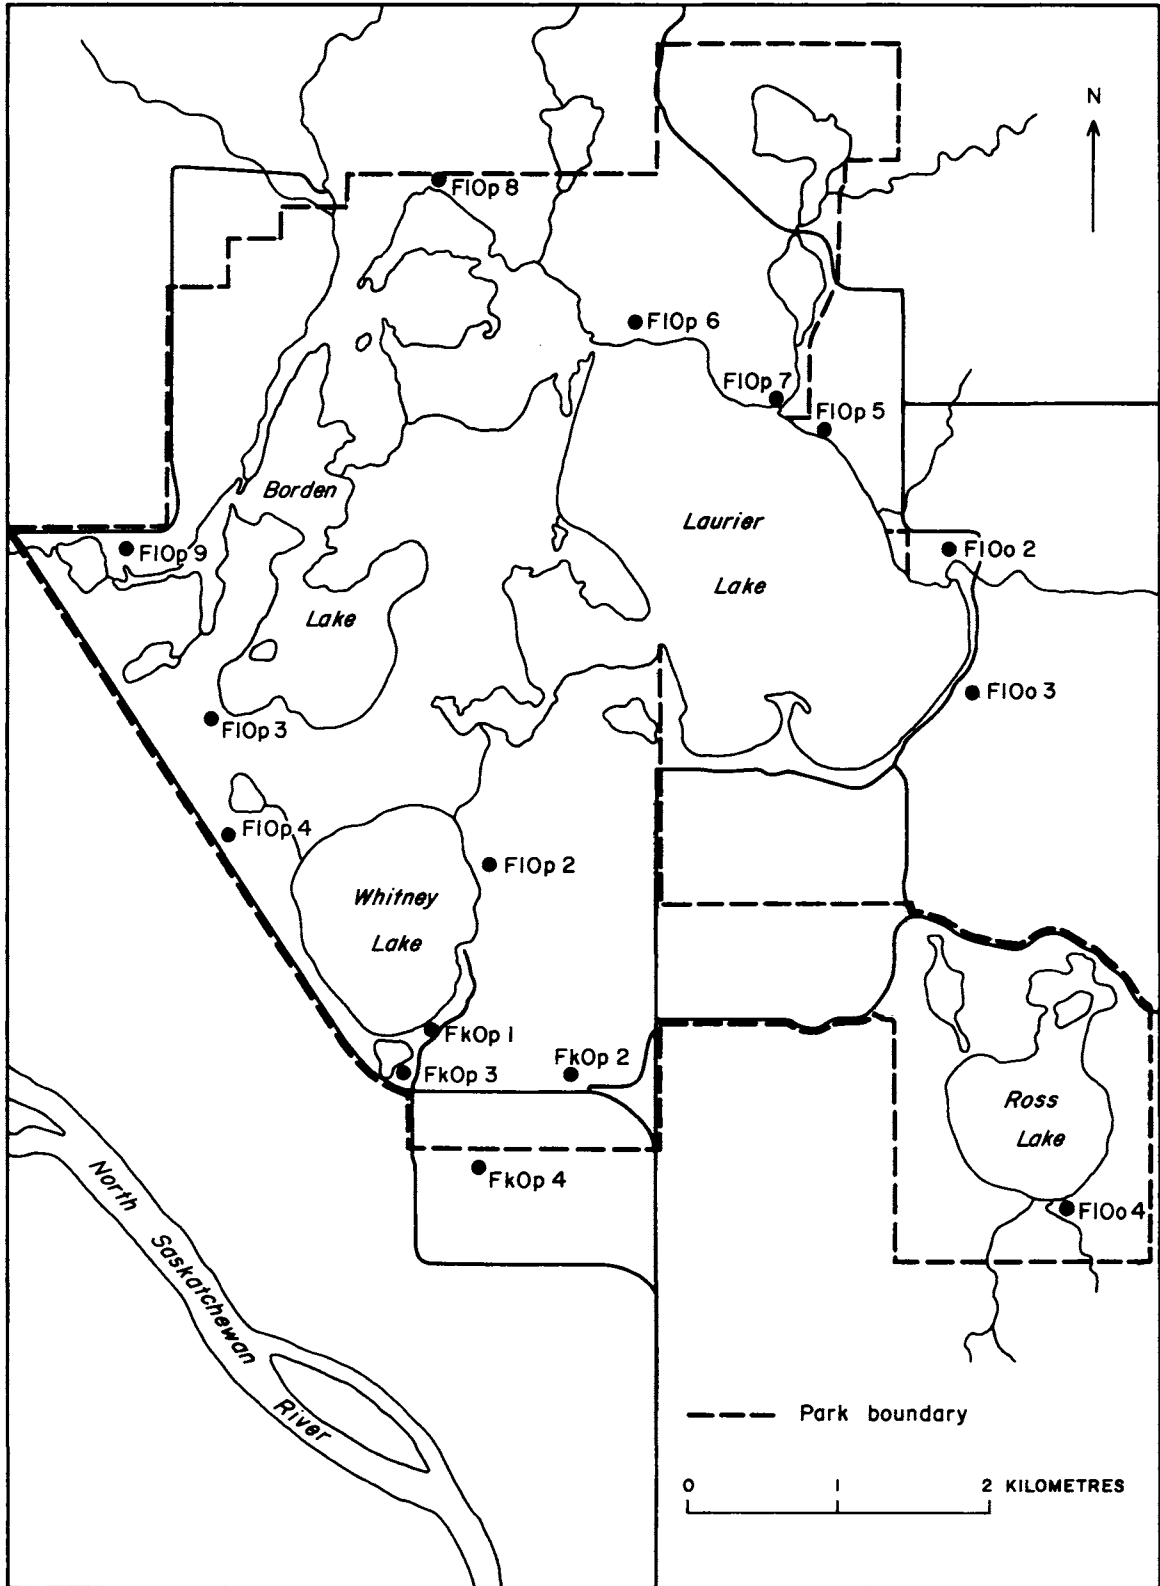 N
FlOp 8
FlOp 6
FlOp 7
FlOp 5
Borden
Lake
Laurier
Lake
FlOp 9
FlOo 2
FlOo 3
FlOp 3
FlOp 4
FlOp 2
Whitney
Lake
FkOp 1
FkOp 2
FkOp 3
Ross
Lake
FkOp 4
FlOo 4
North Saskatchewan River
Park boundary
0 1 2 KILOMETRES